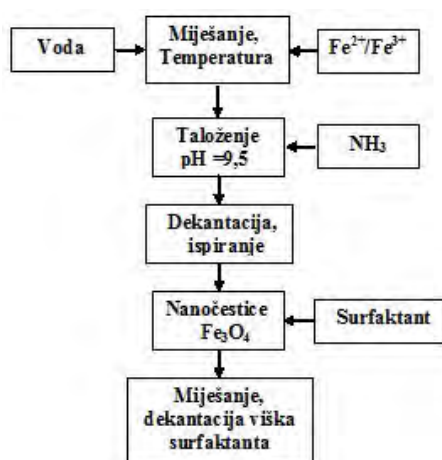 Voda
Miješanje,
Temperatura
Fe²⁺/Fe³⁺
Taloženje
pH =9,5
NH₃
Dekantacija,
ispiranje
Nanočestice
Fe₃O₄
Surfaktant
Miješanje,
dekantacija viška
surfaktanta